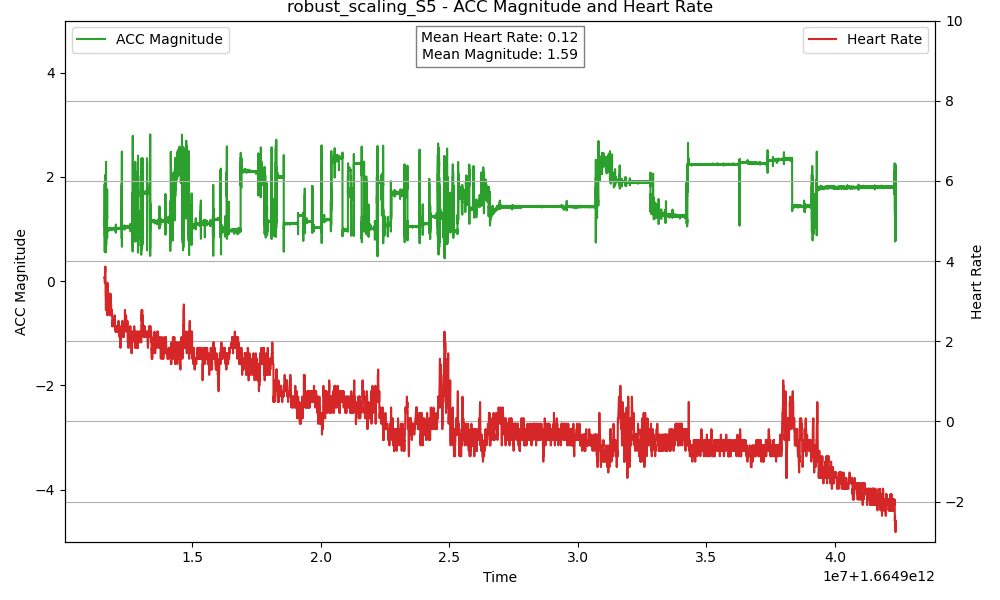 robust_scaling_S5 - ACC Magnitude and Heart Rate
ACC Magnitude
Mean Heart Rate: 0.12
Mean Magnitude: 1.59
Heart Rate
4
2
0
−2
−4
ACC Magnitude
10
8
6
4
2
0
−2
Heart Rate
1.5
2.0
2.5
3.0
3.5
4.0
1e7+1.6649e12
Time